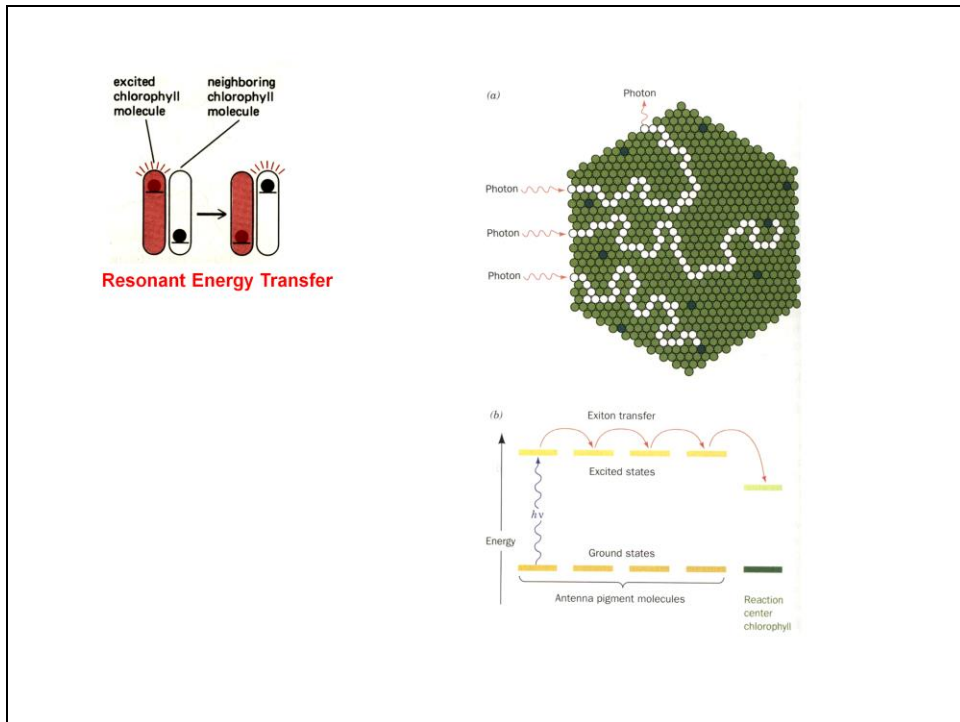 excited
chlorophyll
molecule
neighboring
chlorophyll
molecule
Resonant Energy Transfer
(a)
Photon
Photon
Photon
Photon
(b)
Exiton transfer
Excited states
hν
Energy
Ground states
Antenna pigment molecules
Reaction
center
chlorophyll